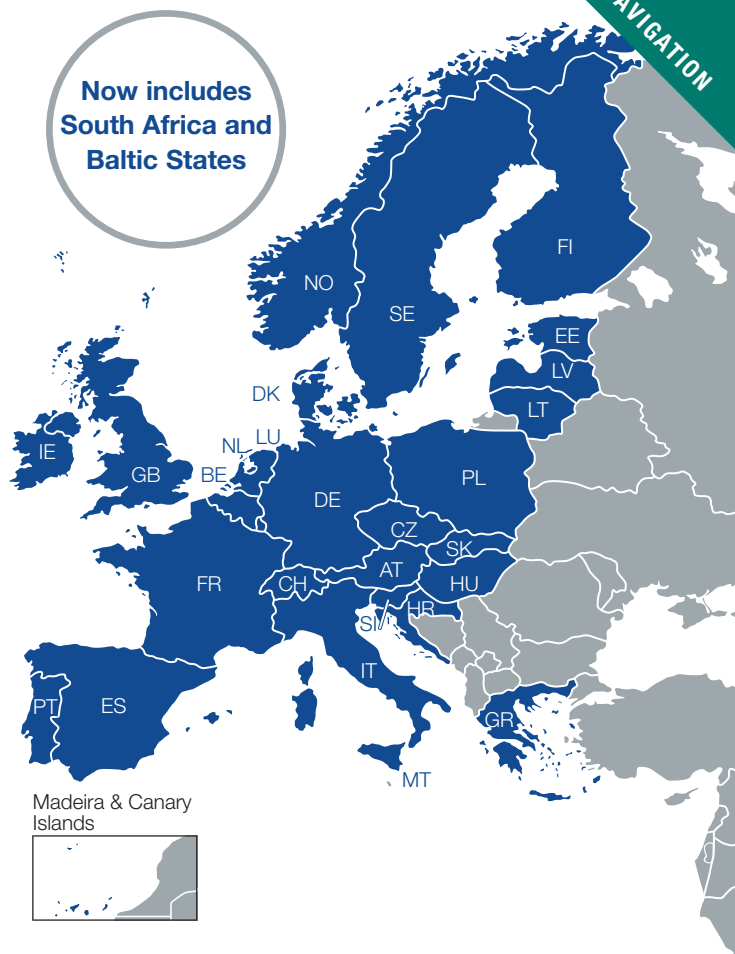 AVIGATION
Now includes
South Africa and
Baltic States
FI
NO
SE
EE
LV
DK
LT
LU
NL
IE
GB
BE
PL
DE
CZ
SK
AT
FR
CH
HU
HR
SI
IT
PT
ES
GR
MT
Madeira & Canary
Islands